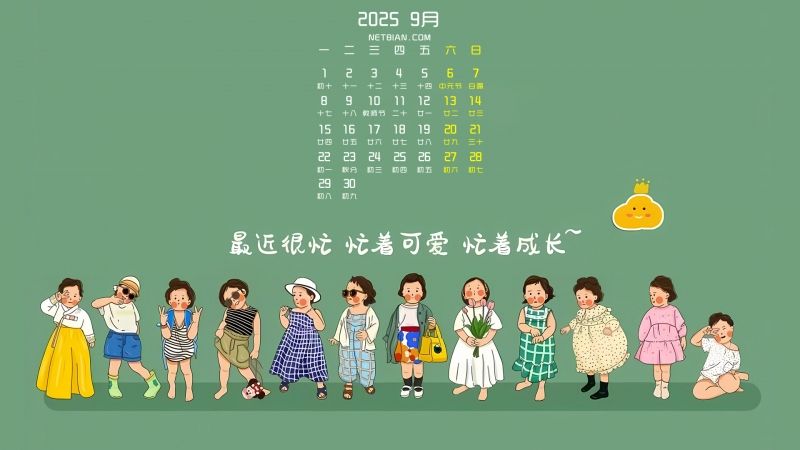 2025 9月
NETBIAN.COM
一 二 三 四 五 六 日
1 2 3 4 5 6 7
初十 十一 十二 十三 十四 中元节 白露
8 9 10 11 12 13 14
十七 十八 教师节 二十 廿一 廿二 廿三
15 16 17 18 19 20 21
廿四 廿五 廿六 廿七 廿八 廿九 三十
22 23 24 25 26 27 28
初一 秋分 初三 初四 初五 初六 初七
29 30
初八 初九
最近很忙 忙着可爱 忙着成长~